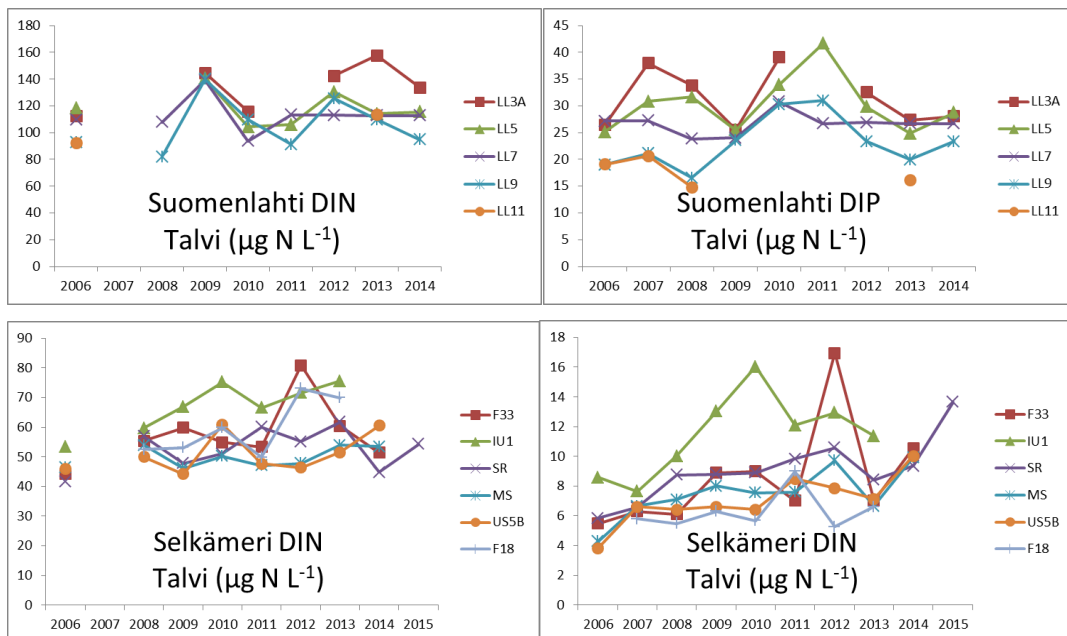 180
160
140
120
100
80
60
40
20
0
2006 2007 2008 2009 2010 2011 2012 2013 2014
Suomenlahti DIN
Talvi (µg N L-1)
LL3A
LL5
LL7
LL9
LL11
45
40
35
30
25
20
15
10
5
0
2006 2007 2008 2009 2010 2011 2012 2013 2014
Suomenlahti DIP
Talvi (µg N L-1)
LL3A
LL5
LL7
LL9
LL11
90
80
70
60
50
40
30
20
10
0
2006 2007 2008 2009 2010 2011 2012 2013 2014 2015
Selkämeri DIN
Talvi (µg N L-1)
F33
IU1
SR
MS
US5B
F18
18
16
14
12
10
8
6
4
2
0
2006 2007 2008 2009 2010 2011 2012 2013 2014 2015
Selkämeri DIN
Talvi (µg N L-1)
F33
IU1
SR
MS
US5B
F18